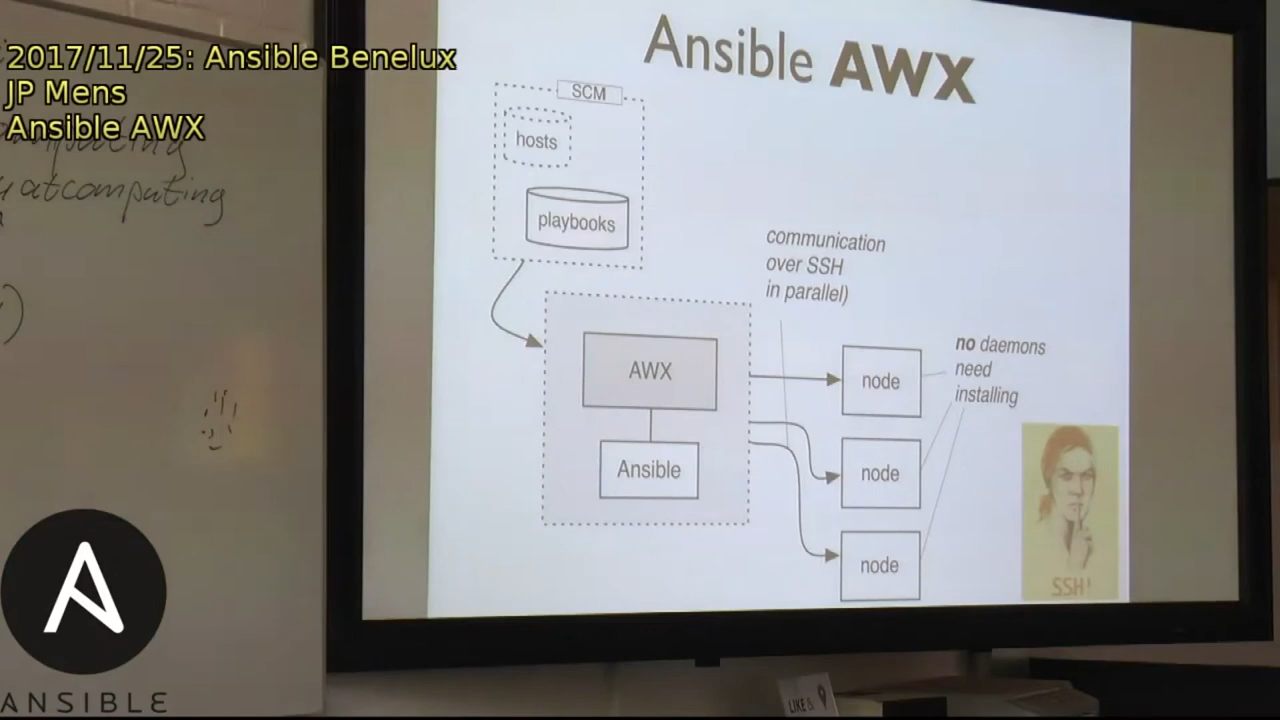 2017/11/25: Ansible Benelux
JP Mens
Ansible AWX
atcomputing
ANSIBLE
Ansible AWX
SCM
hosts
playbooks
communication
over SSH
in parallel)
AWX
Ansible
node
node
node
no daemons
need
installing
SSH!
LIKE